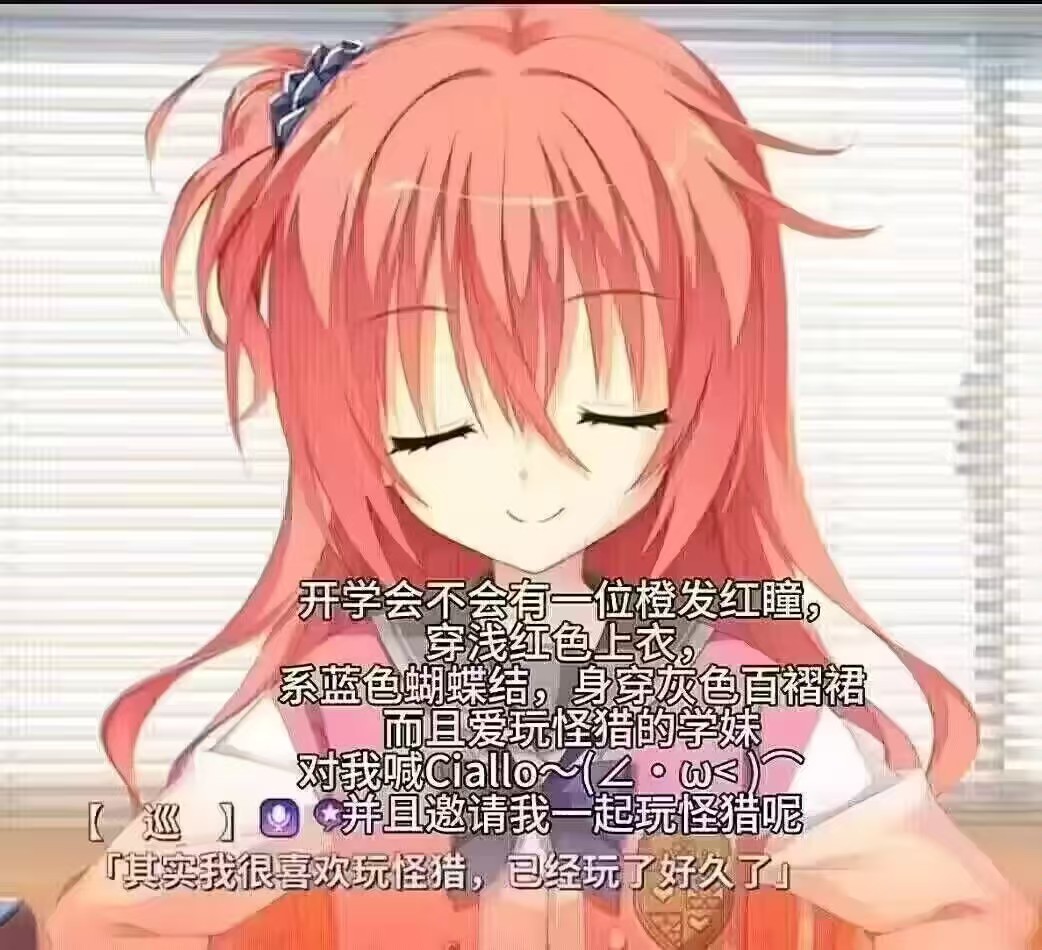 开学会不会有一位橙发红瞳，
穿浅红色上衣，
系蓝色蝴蝶结，身穿灰色百褶裙
而且爱玩怪猎的学妹
对我喊Ciallo～(∠・ω< )⌒
并且邀请我一起玩怪猎呢
【 巡 】
「其实我很喜欢玩怪猎，已经玩了好久了」